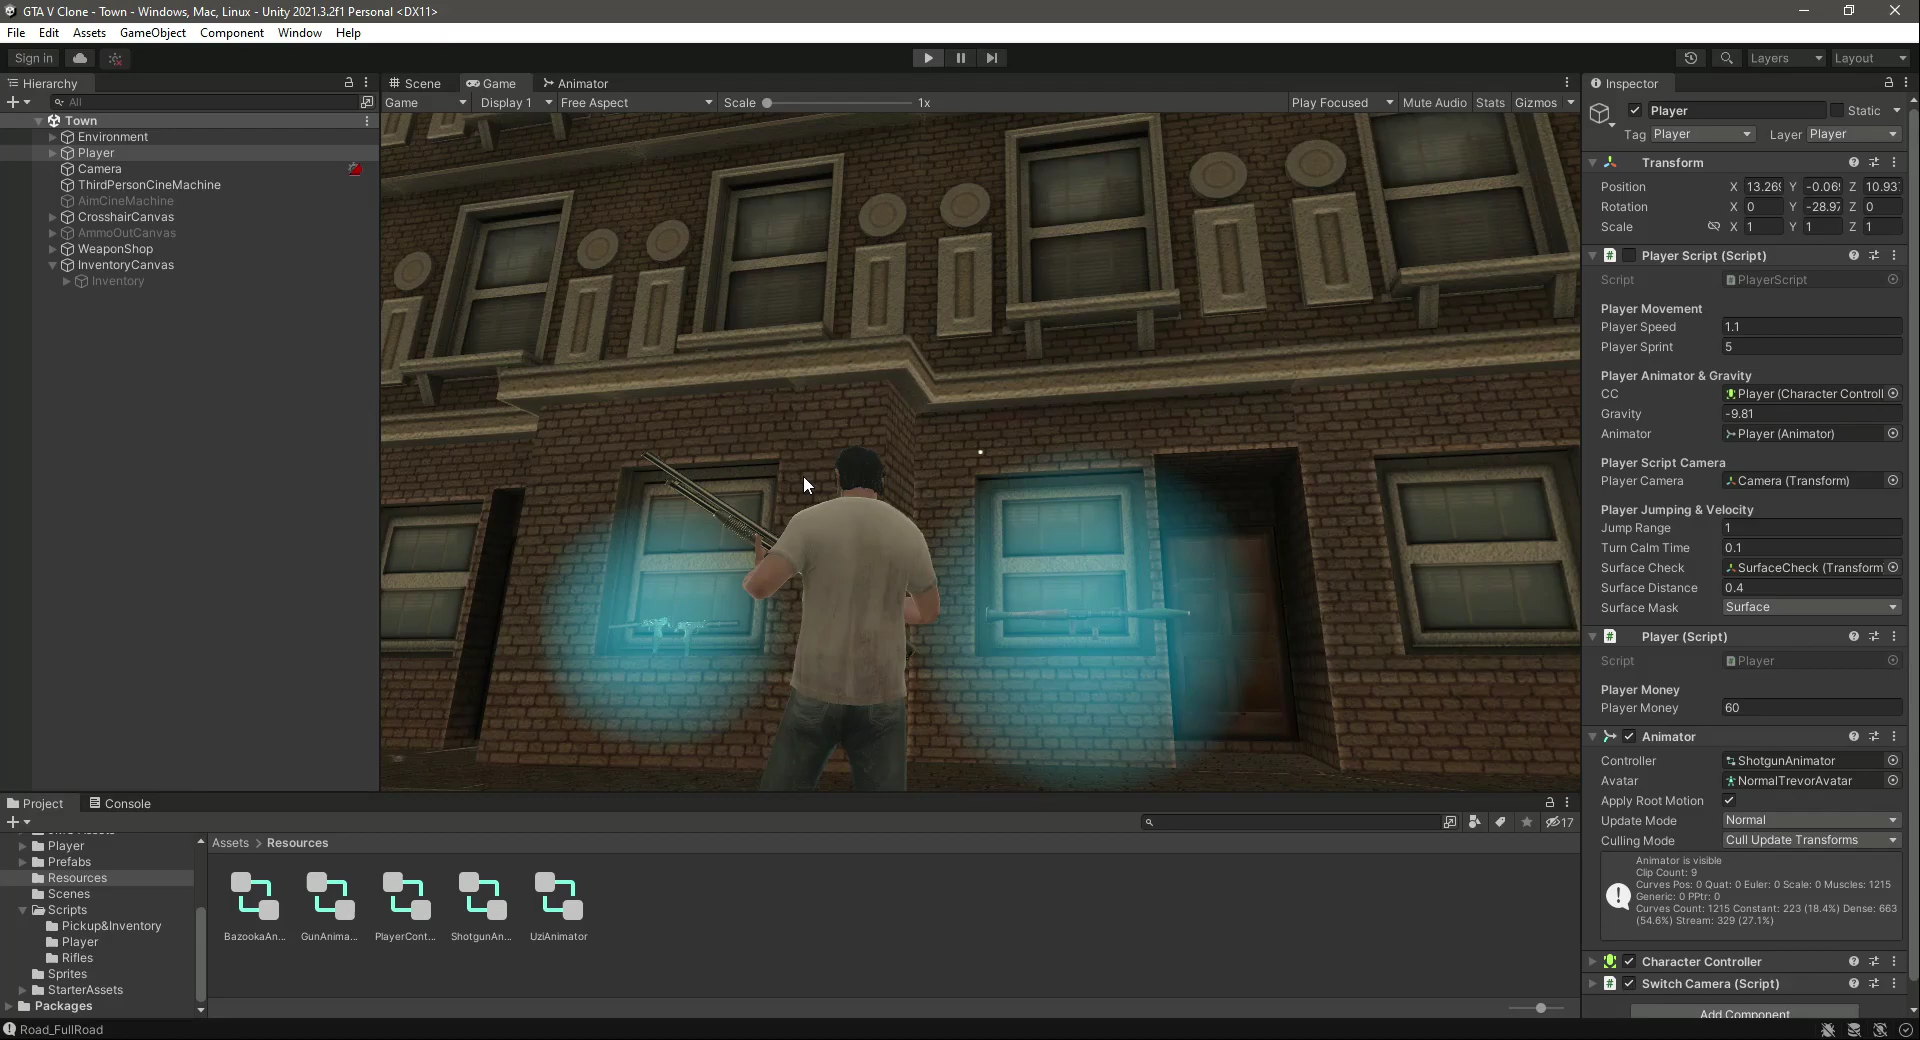 GTA V Clone - Town - Windows, Mac, Linux - Unity 2021.3.2f1 Personal <DX11>
File Edit Assets GameObject Component Window Help
Sign in
Layers Layout
Hierarchy
All
Town
Environment
Player
Camera
ThirdPersonCineMachine
AimCineMachine
CrosshairCanvas
AmmoOutCanvas
WeaponShop
InventoryCanvas
Inventory
Scene Game Animator
Game Display 1 Free Aspect Scale 1x Play Focused Mute Audio Stats Gizmos
Inspector
Player Static
Tag Player Layer Player
Transform
Position X 13.26 Y -0.06 Z 10.93
Rotation X 0 Y -28.97 Z 0
Scale X 1 Y 1 Z 1
# Player Script (Script)
Script PlayerScript
Player Movement
Player Speed 1.1
Player Sprint 5
Player Animator & Gravity
CC Player (Character Controll
Gravity -9.81
Animator Player (Animator)
Player Script Camera
Player Camera Camera (Transform)
Player Jumping & Velocity
Jump Range 1
Turn Calm Time 0.1
Surface Check SurfaceCheck (Transform
Surface Distance 0.4
Surface Mask Surface
# Player (Script)
Script Player
Player Money
Player Money 60
Animator
Controller ShotgunAnimator
Avatar NormalTrevorAvatar
Apply Root Motion
Update Mode Normal
Culling Mode Cull Update Transforms
Animator is visible
Clip Count: 9
Curves Pos: 0 Quat: 0 Euler: 0 Scale: 0 Muscles: 1215
Generic: 0 PPtr: 0
Curves Count: 1215 Constant: 223 (18.4%) Dense: 663
(54.6%) Stream: 329 (27.1%)
Character Controller
# Switch Camera (Script)
Add Component
Project Console
17
Player
Prefabs
Resources
Scenes
Scripts
Pickup&Inventory
Player
Rifles
Sprites
StarterAssets
Packages
Assets > Resources
BazookaAn... GunAnima... PlayerCont... ShotgunAn... UziAnimator
Road_FullRoad